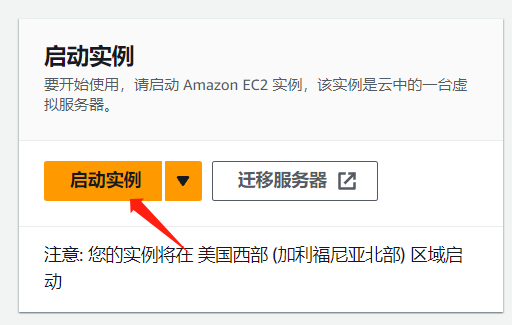 启动实例
要开始使用，请启动 Amazon EC2 实例，该实例是云中的一台虚
拟服务器。
启动实例
迁移服务器
注意: 您的实例将在 美国西部 (加利福尼亚北部) 区域启
动